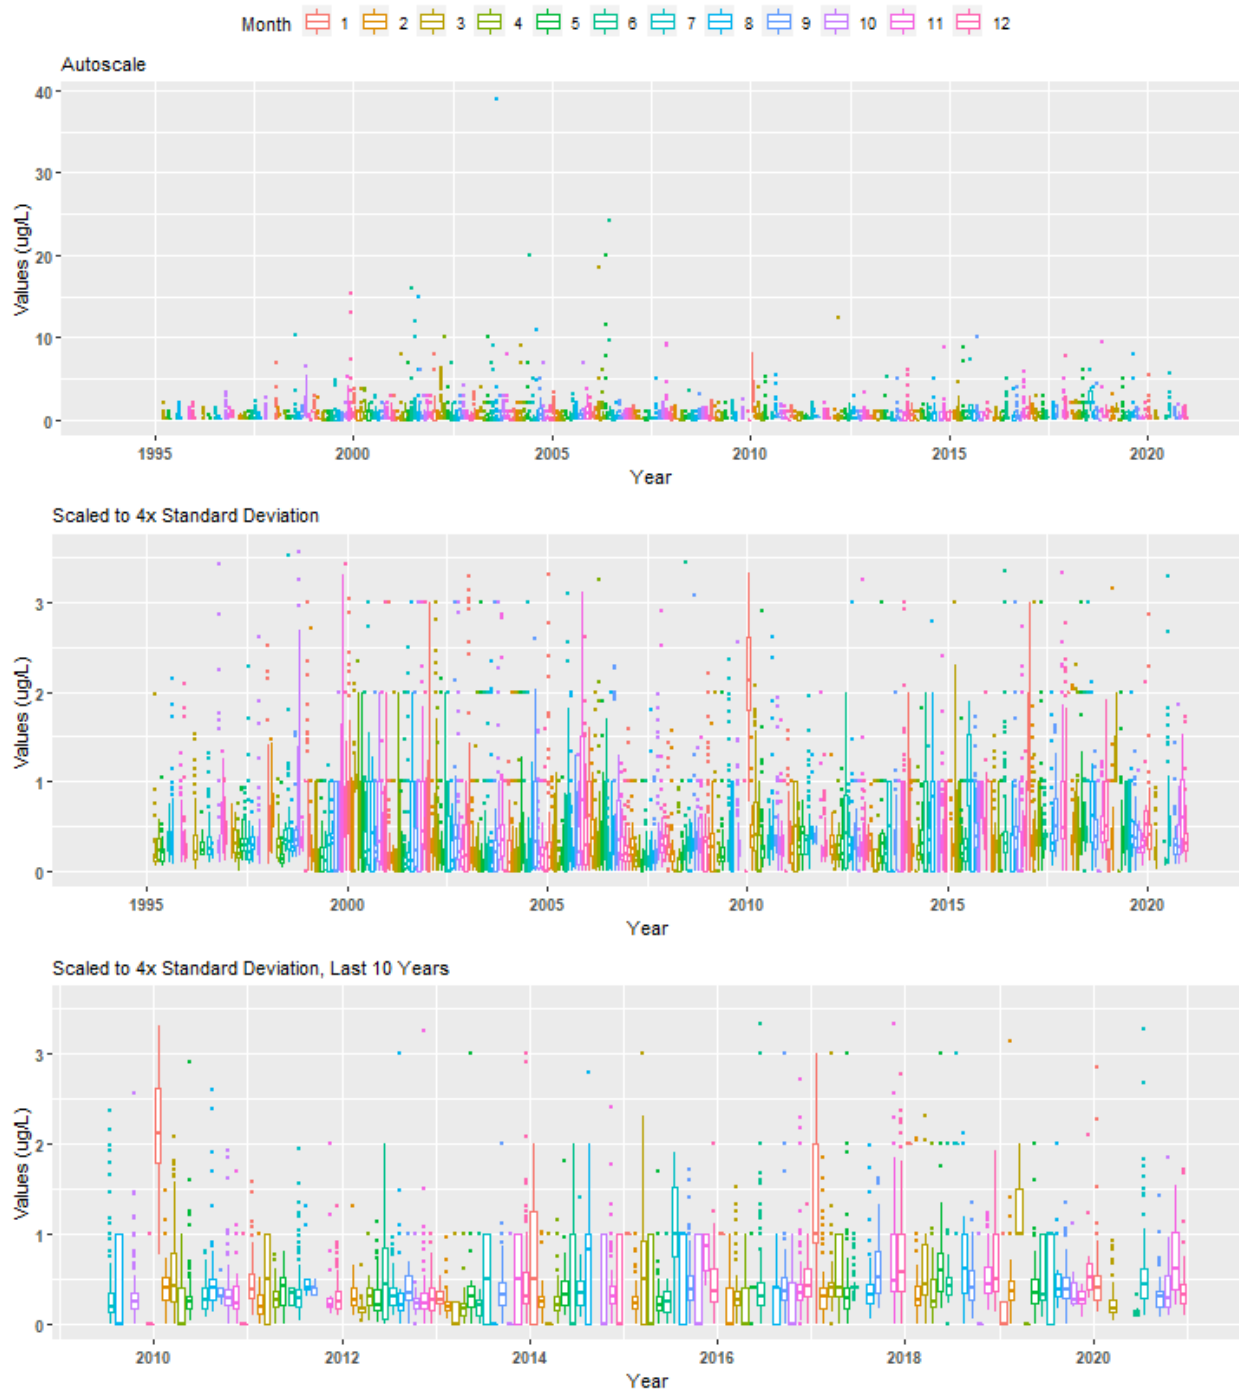 Month 1 2 3 4 5 6 7 8 9 10 11 12
Autoscale
Values (ug/L)
40
30
20
10
0
1995 2000 2005 2010 2015 2020
Year
Scaled to 4x Standard Deviation
Values (ug/L)
3
2
1
0
1995 2000 2005 2010 2015 2020
Year
Scaled to 4x Standard Deviation, Last 10 Years
Values (ug/L)
3
2
1
0
2010 2012 2014 2016 2018 2020
Year